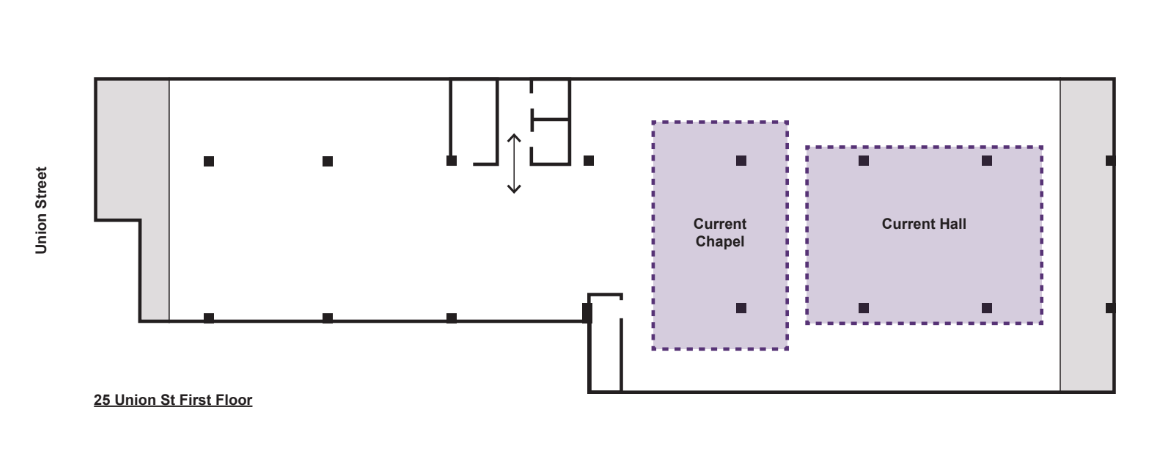 Union Street
Current
Chapel
Current Hall
25 Union St First Floor